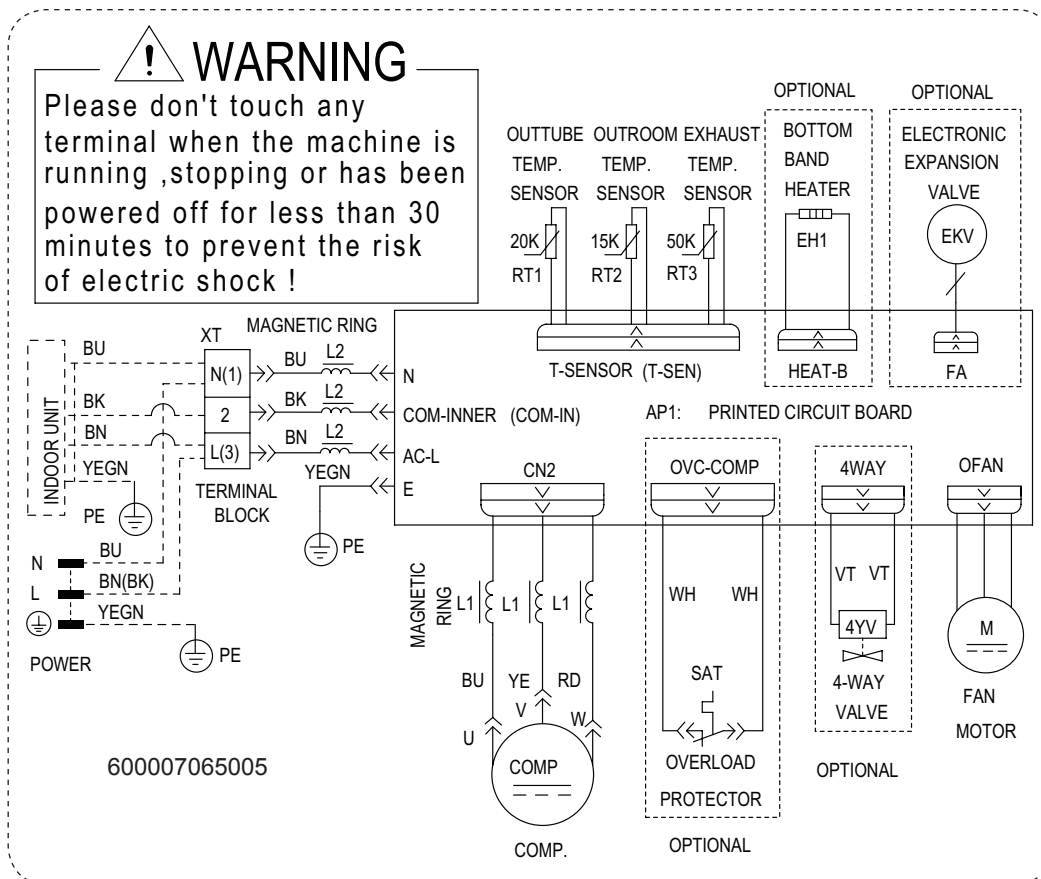 ! WARNING
Please don't touch any
terminal when the machine is
running ,stopping or has been
powered off for less than 30
minutes to prevent the risk
of electric shock !
OUTTUBE
TEMP.
SENSOR
20K
RT1
OUTROOM
TEMP.
SENSOR
15K
RT2
EXHAUST
TEMP.
SENSOR
50K
RT3
OPTIONAL
BOTTOM
BAND
HEATER
EH1
OPTIONAL
ELECTRONIC
EXPANSION
VALVE
EKV
T-SENSOR (T-SEN)
HEAT-B
FA
INDOOR UNIT
BU
BK
BN
YEGN
PE
XT
N(1)
2
L(3)
TERMINAL
BLOCK
MAGNETIC RING
BU
L2
BK
L2
BN
L2
YEGN
PE
N
COM-INNER (COM-IN)
AC-L
E
AP1: PRINTED CIRCUIT BOARD
N
BU
L
BN(BK)
YEGN
PE
POWER
CN2
OVC-COMP
4WAY
OFAN
MAGNETIC
RING
L1
L1
L1
BU
YE
RD
U
V
W
COMP
COMP.
WH
WH
SAT
OVERLOAD
PROTECTOR
OPTIONAL
VT
VT
4YV
4-WAY
VALVE
OPTIONAL
M
FAN
MOTOR
600007065005